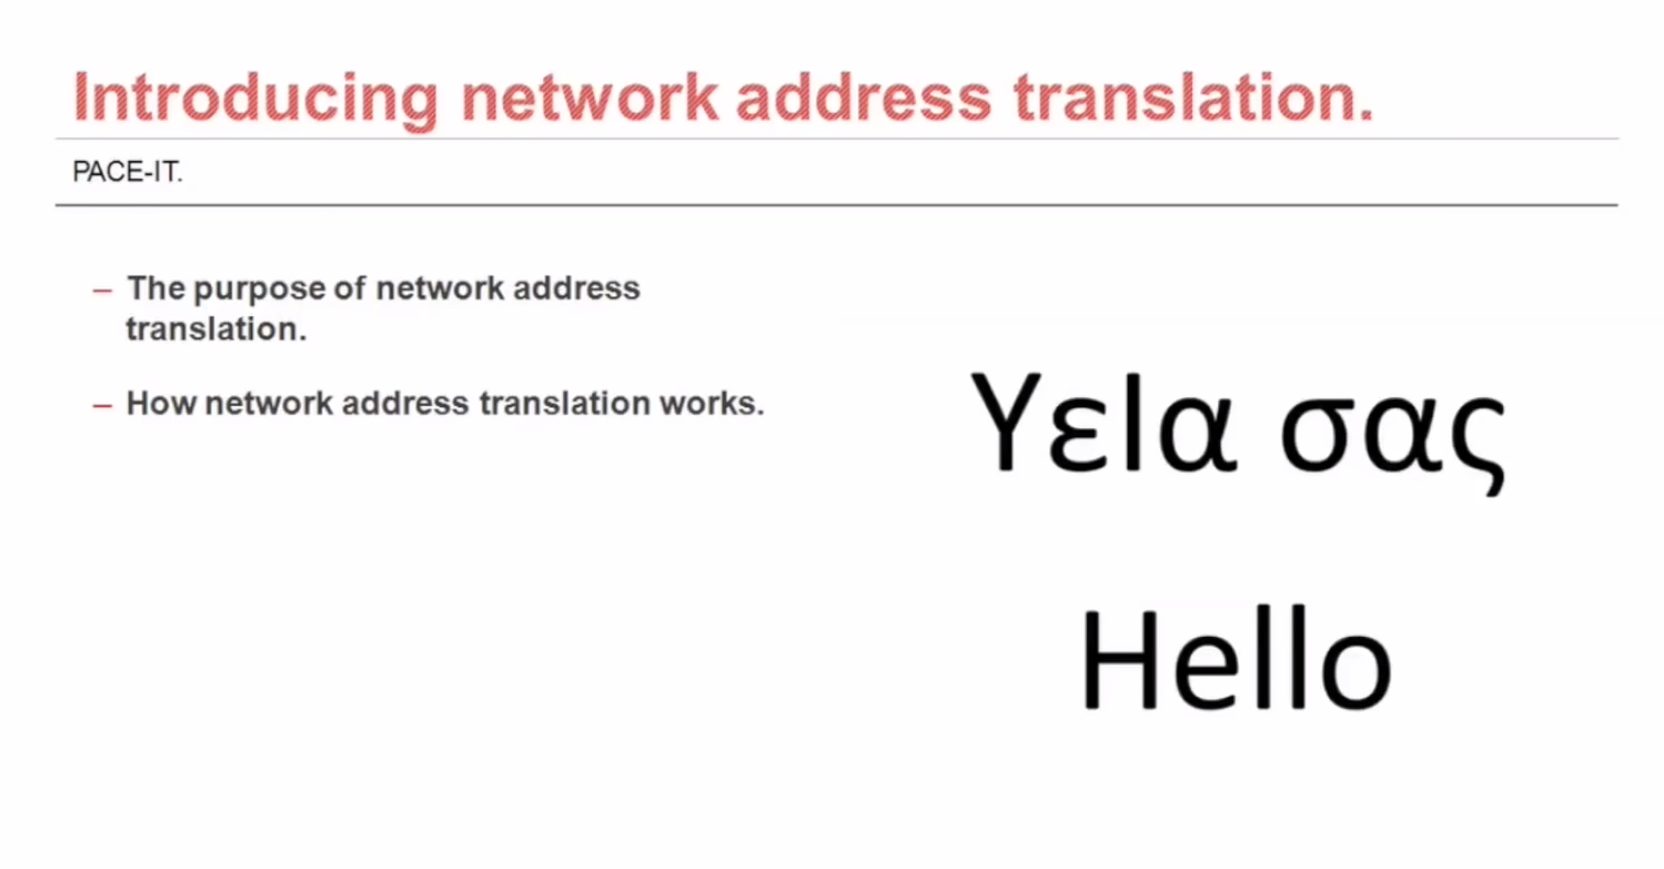 Introducing network address translation.
PACE-IT.
– The purpose of network address
translation.
– How network address translation works.
Υεlα σας
Hello